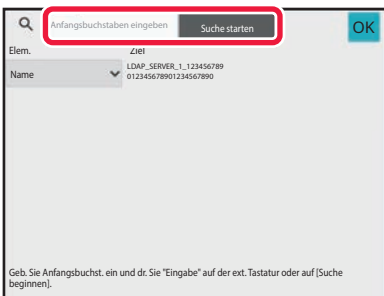 Anfangsbuchstaben eingeben Suche starten OK
Elem. Ziel
Name LDAP_SERVER_1_123456789
012345678901234567890
Geb. Sie Anfangsbuchst. ein und dr. Sie "Eingabe" auf der ext. Tastatur oder auf [Suche
beginnen].